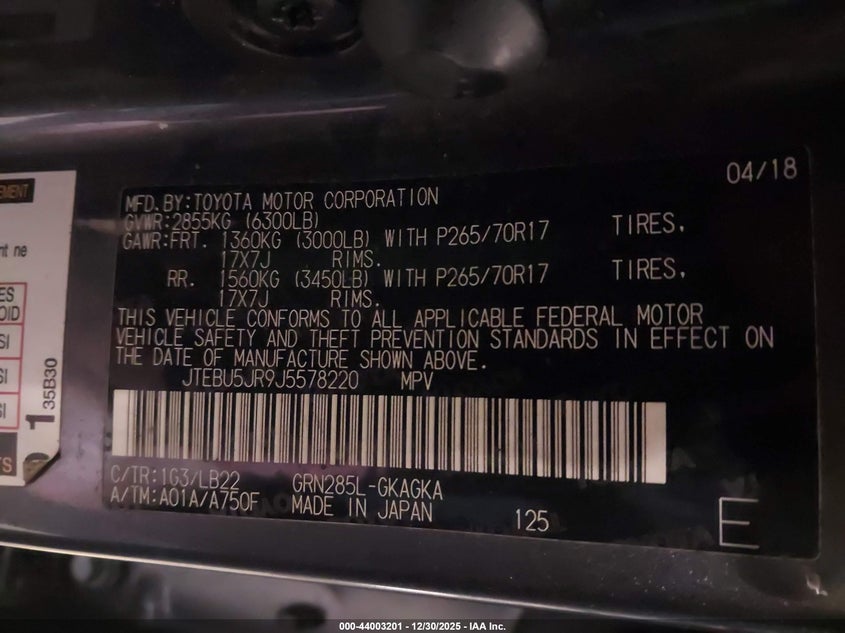 04/18
MFD.BY:TOYOTA MOTOR CORPORATION
GVWR:2855KG (6300LB)
GAWR:FRT. 1360KG (3000LB) WITH P265/70R17 TIRES,
17X7J RIMS.
RR. 1560KG (3450LB) WITH P265/70R17 TIRES,
17X7J RIMS.
THIS VEHICLE CONFORMS TO ALL APPLICABLE FEDERAL MOTOR
VEHICLE SAFETY AND THEFT PREVENTION STANDARDS IN EFFECT ON
THE DATE OF MANUFACTURE SHOWN ABOVE.
JTEBU5JR9J5578220 MPV
C/TR:1G3/LB22 GRN285L-GKAGKA
A/TM:A01A/A750F MADE IN JAPAN 125 E
35B30
000-44003201 - 12/30/2025 - IAA Inc.